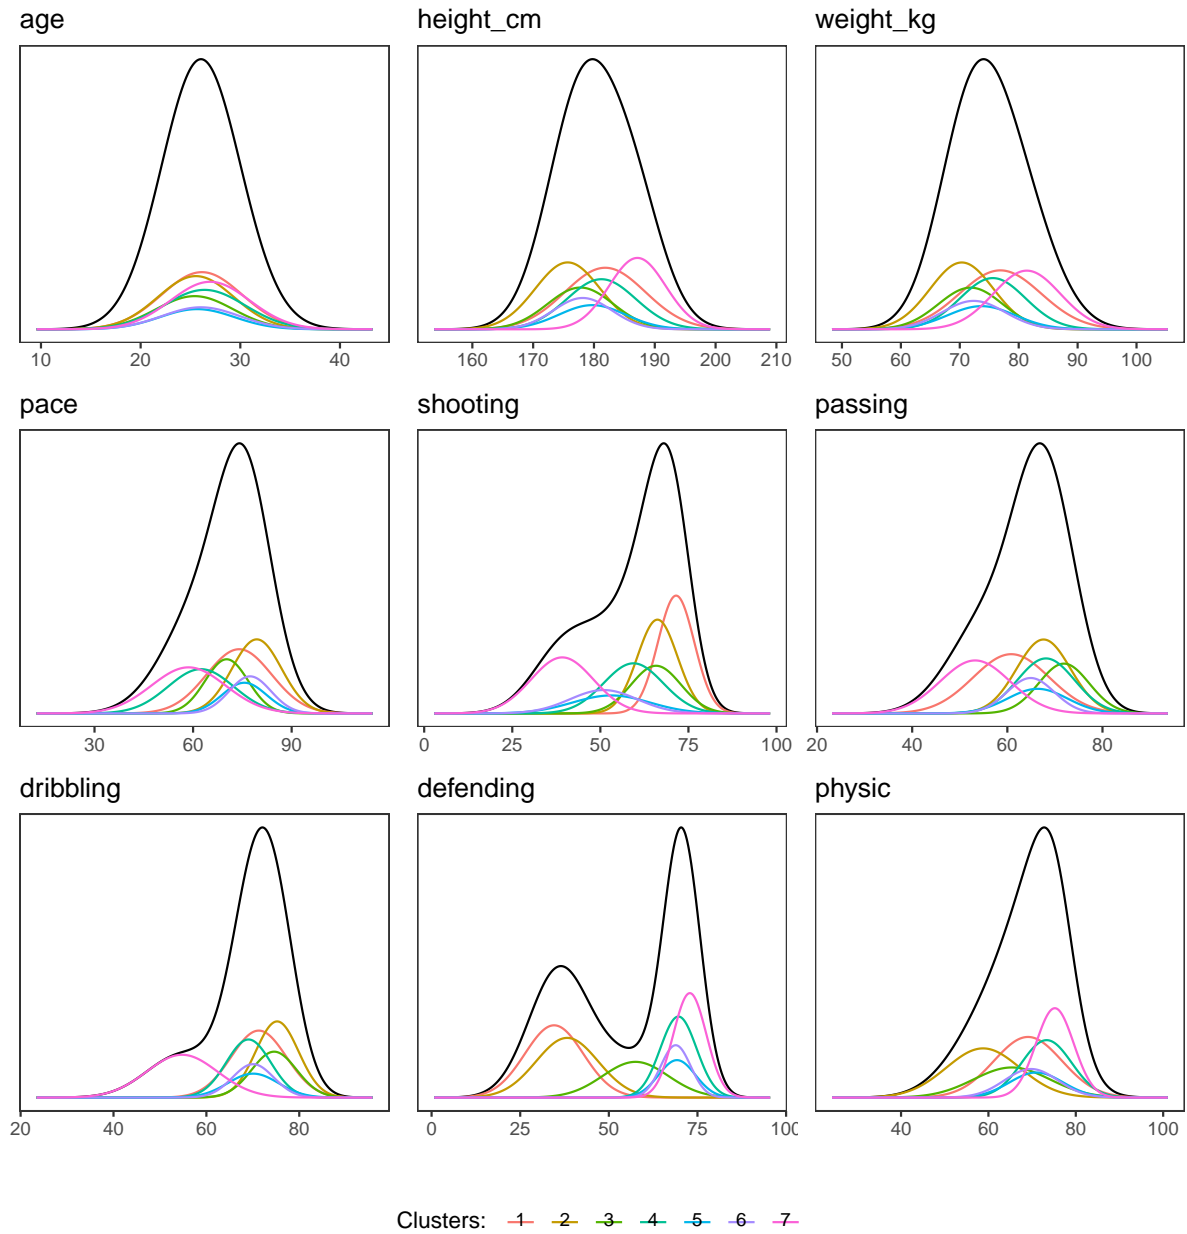 age height_cm weight_kg
10 20 30 40 160 170 180 190 200 210 50 60 70 80 90 100
pace shooting passing
30 60 90 0 25 50 75 100 20 40 60 80
dribbling defending physic
20 40 60 80 0 25 50 75 100 40 60 80 100
Clusters: 1 2 3 4 5 6 7